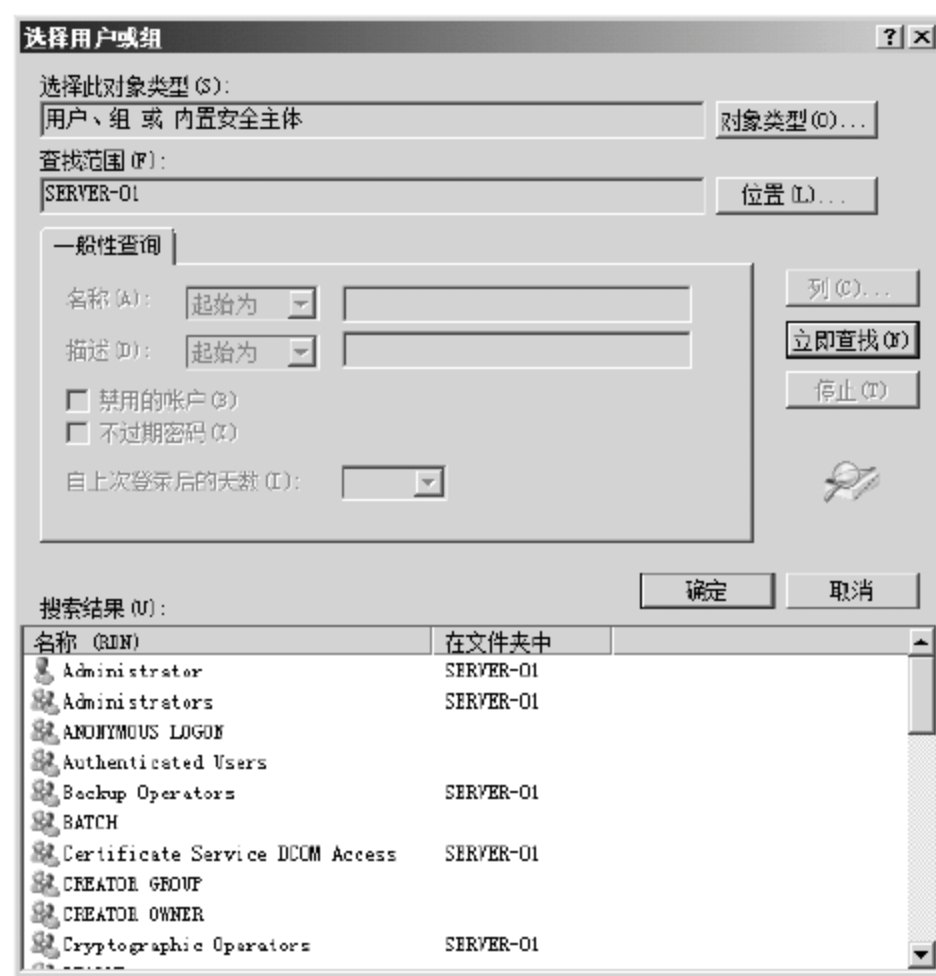 选择用户或组
选择此对象类型(S):
用户、组 或 内置安全主体
对象类型(O)...
查找范围(F):
SERVER-01
位置(L)...
一般性查询
名称(A): 起始为
列(C)...
描述(D): 起始为
立即查找(N)
禁用的帐户(B)
停止(T)
不过期密码(X)
自上次登录后的天数(I):
确定 取消
搜索结果(U):
名称 (RDN) 在文件夹中
Administrator SERVER-01
Administrators SERVER-01
ANONYMOUS LOGON
Authenticated Users
Backup Operators SERVER-01
BATCH
Certificate Service DCOM Access SERVER-01
CREATOR GROUP
CREATOR OWNER
Cryptographic Operators SERVER-01